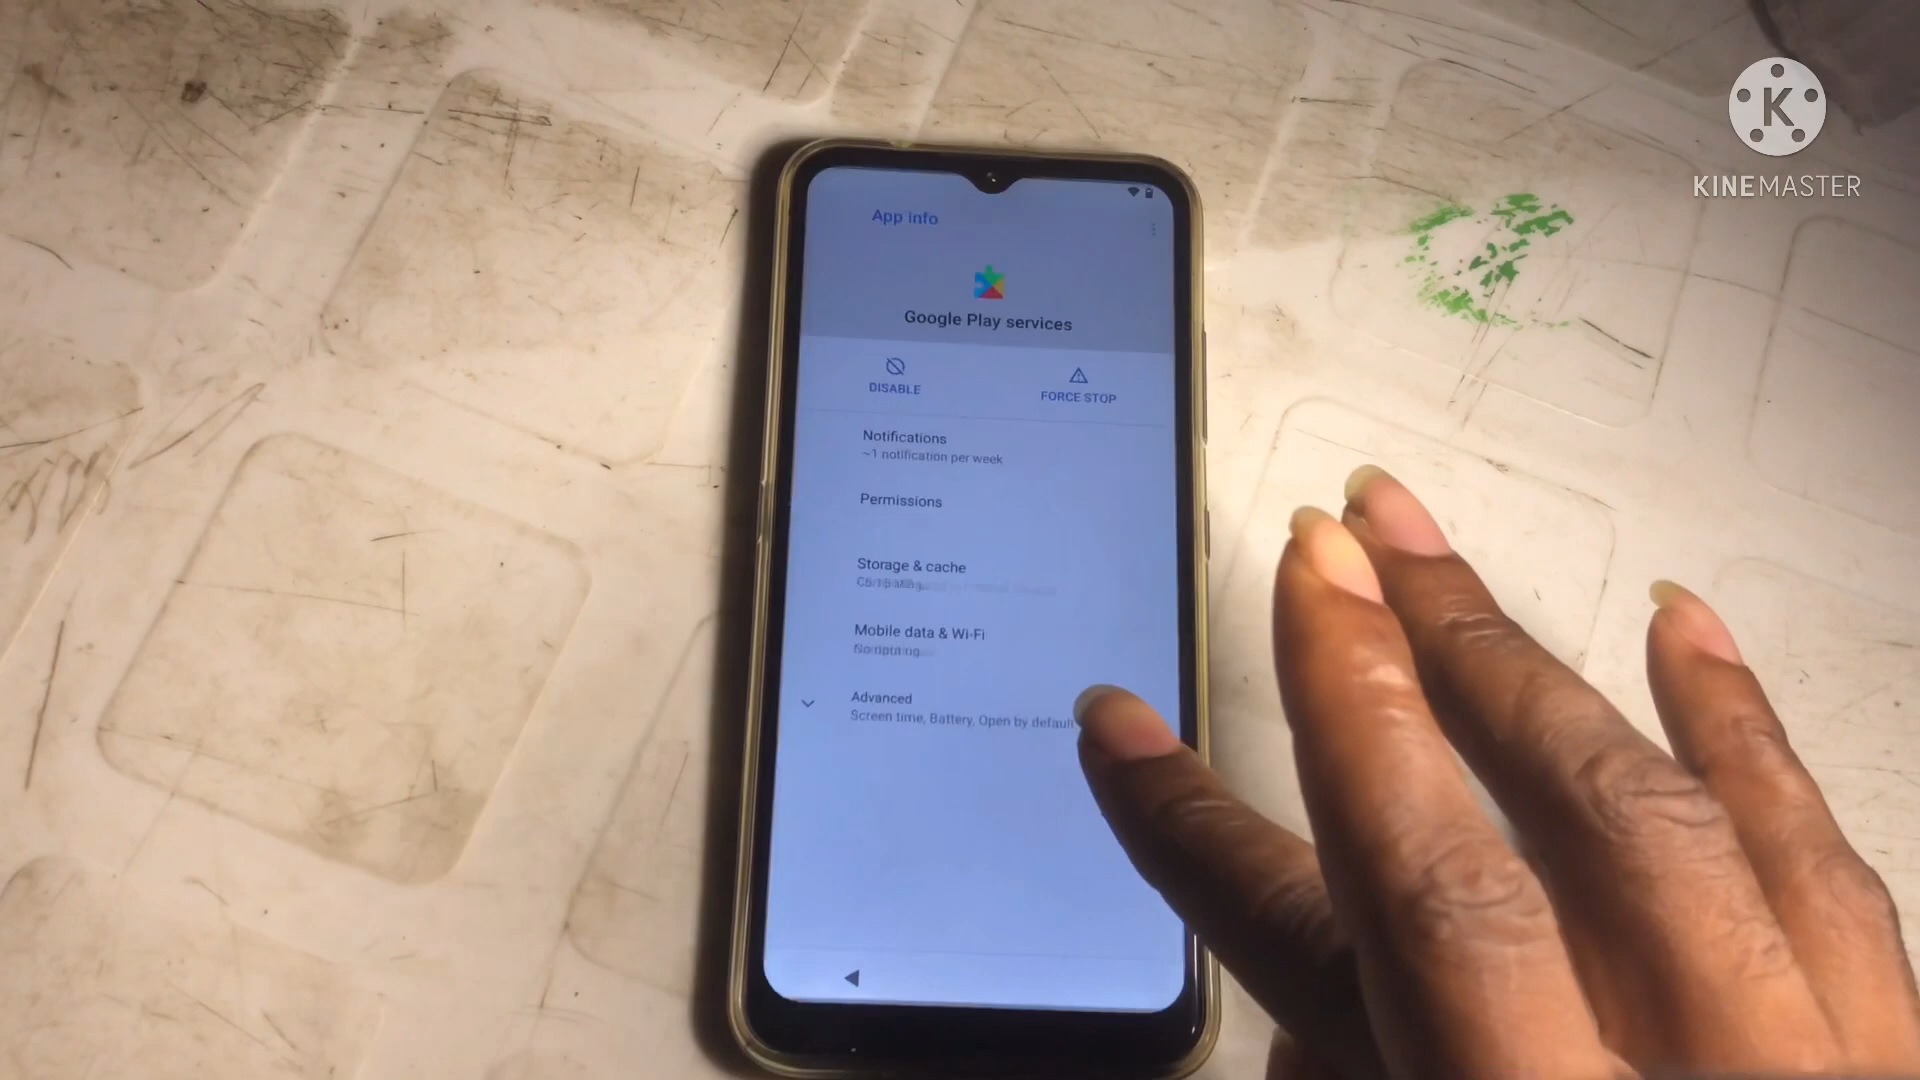 K
KINEMASTER
App info
Google Play services
DISABLE
FORCE STOP
Notifications
~1 notification per week
Permissions
Storage & cache
Mobile data & Wi-Fi
Advanced
Screen time, Battery, Open by default